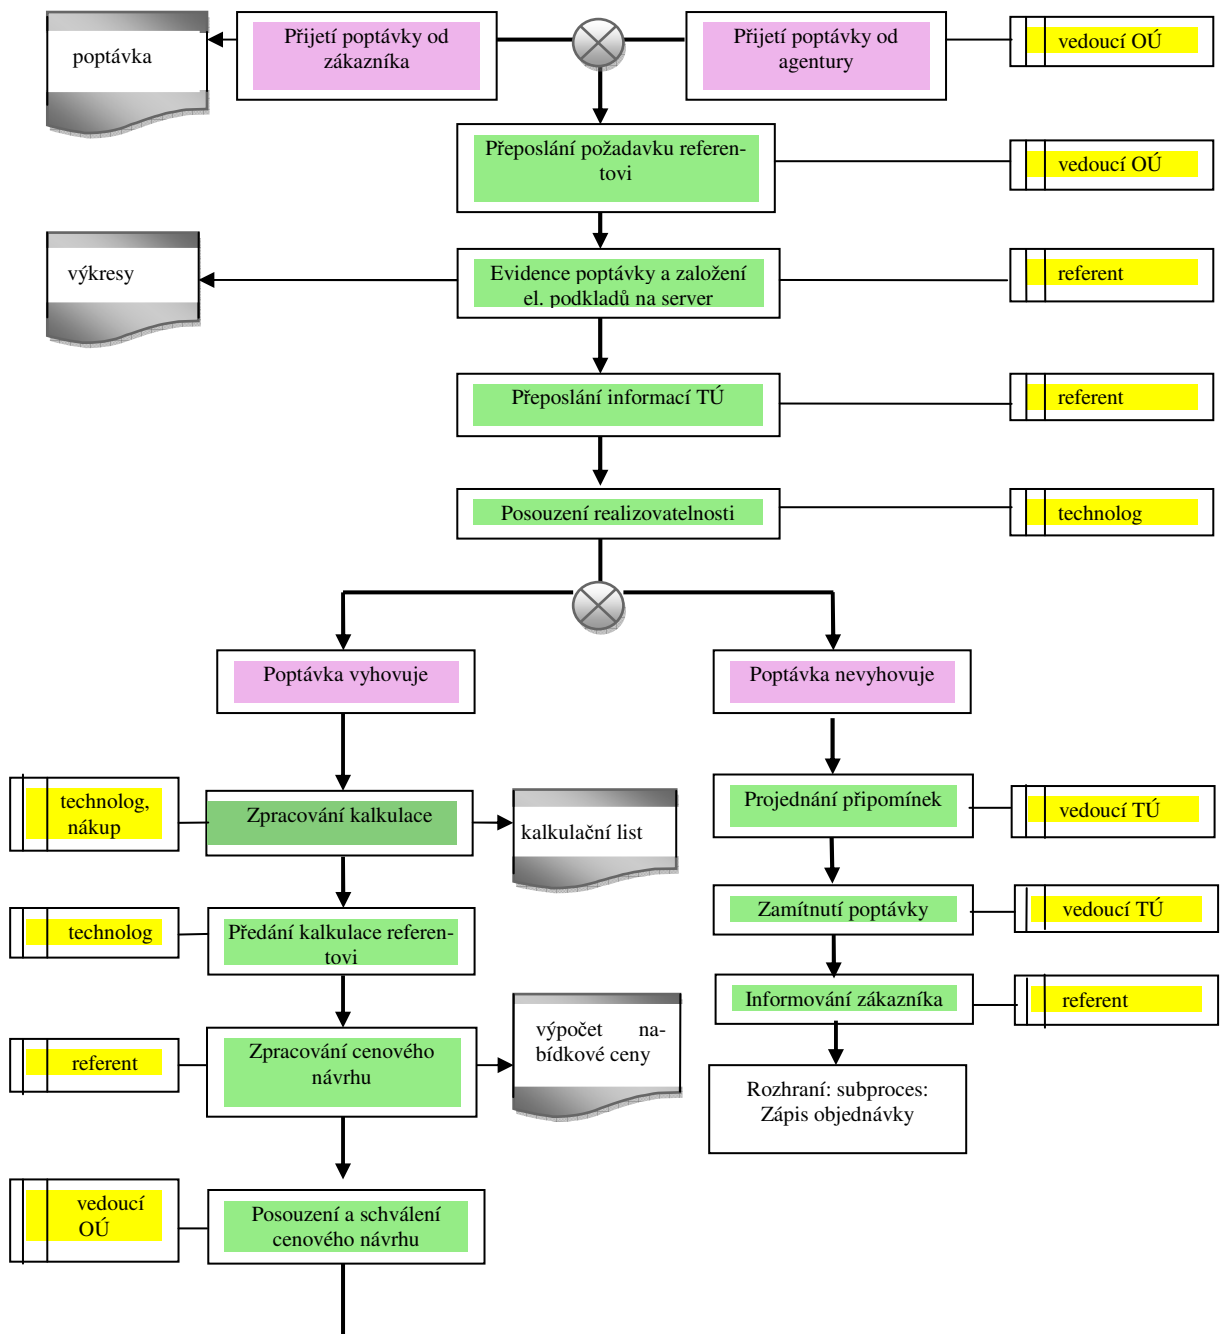 poptávka
Přijetí poptávky od
zákazníka
Přijetí poptávky od
agentury
vedoucí OÚ
Přeposlání požadavku referen-
tovi
vedoucí OÚ
výkresy
Evidence poptávky a založení
el. podkladů na server
referent
Přeposlání informací TÚ
referent
Posouzení realizovatelnosti
technolog
Poptávka vyhovuje
Poptávka nevyhovuje
technolog,
nákup
Zpracování kalkulace
kalkulační list
Projednání připomínek
vedoucí TÚ
technolog
Předání kalkulace referen-
tovi
Zamítnutí poptávky
vedoucí TÚ
Informování zákazníka
referent
referent
Zpracování cenového
návrhu
výpočet na-
bídkové ceny
Rozhraní: subproces:
Zápis objednávky
vedoucí
OÚ
Posouzení a schválení
cenového návrhu